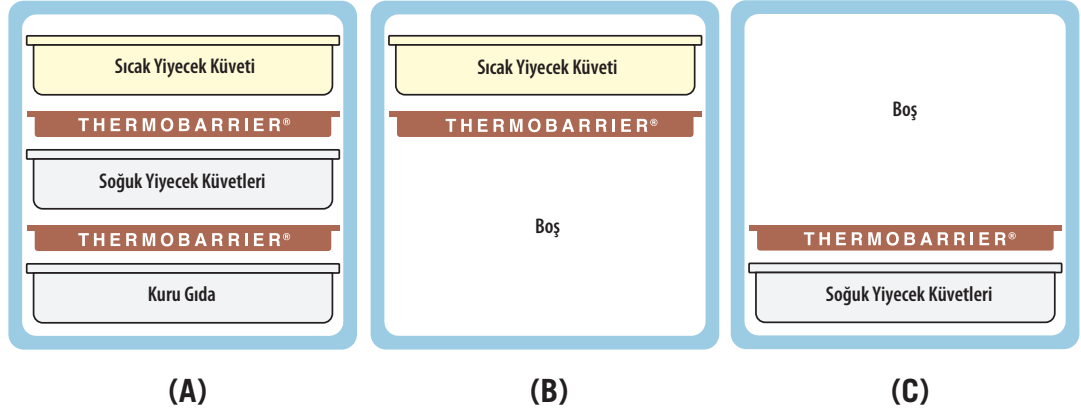 Sıcak Yiyecek Küveti
THERMOBARRIER®
Soğuk Yiyecek Küvetleri
THERMOBARRIER®
Kuru Gıda
(A)
Sıcak Yiyecek Küveti
THERMOBARRIER®
Boş
(B)
Boş
THERMOBARRIER®
Soğuk Yiyecek Küvetleri
(C)